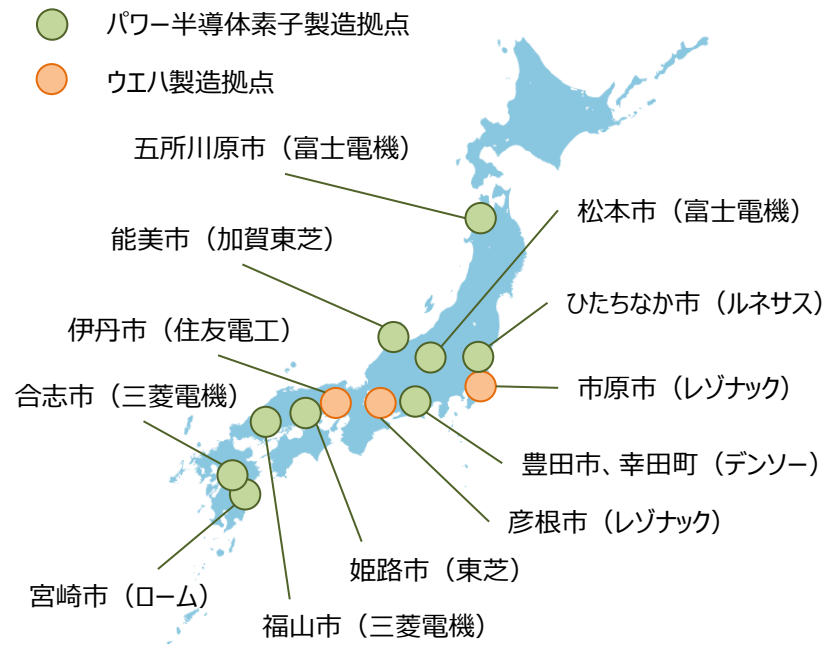 パワー半導体素子製造拠点
ウエハ製造拠点
五所川原市（富士電機）
松本市（富士電機）
能美市（加賀東芝）
ひたちなか市（ルネサス）
伊丹市（住友電工）
市原市（レゾナック）
合志市（三菱電機）
豊田市、幸田町（デンソー）
彦根市（レゾナック）
姫路市（東芝）
宮崎市（ローム）
福山市（三菱電機）